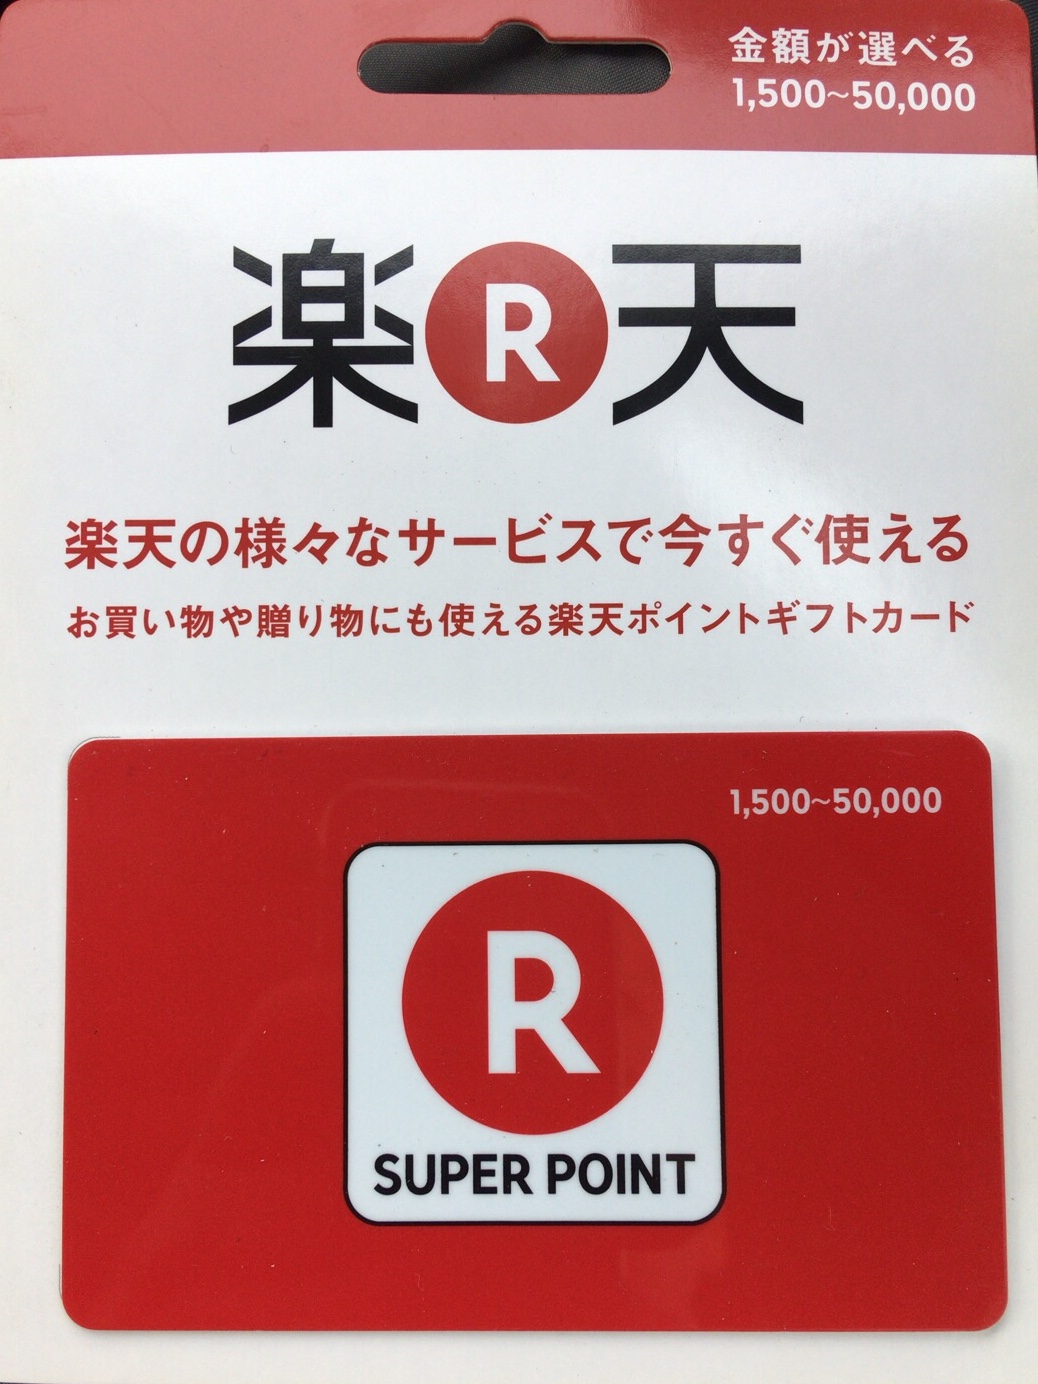 金額が選べる
1,500~50,000
楽R天
楽天の様々なサービスで今すぐ使える
お買い物や贈り物にも使える楽天ポイントギフトカード
1,500~50,000
R
SUPER POINT